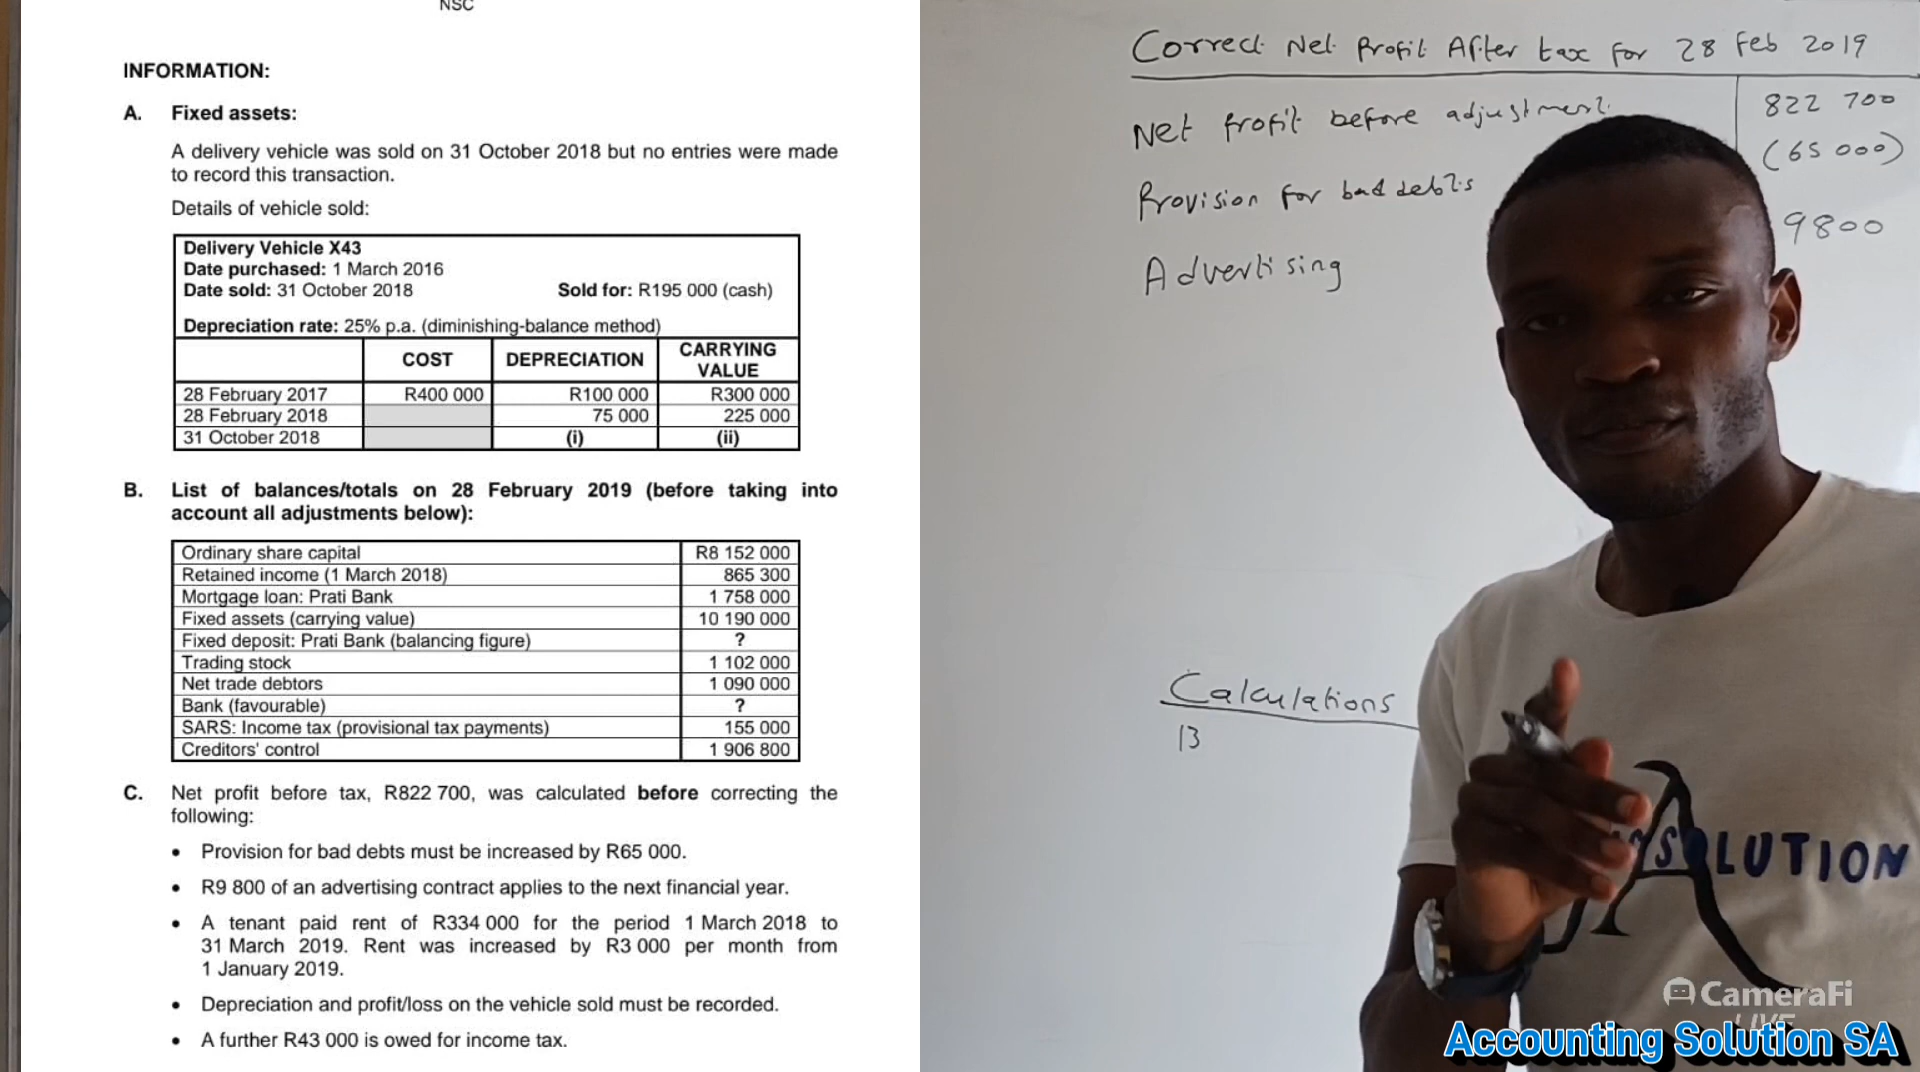 NSC
INFORMATION:
A. Fixed assets:
A delivery vehicle was sold on 31 October 2018 but no entries were made
to record this transaction.
Details of vehicle sold:
Delivery Vehicle X43
Date purchased: 1 March 2016
Date sold: 31 October 2018 Sold for: R195 000 (cash)
Depreciation rate: 25% p.a. (diminishing-balance method)
COST DEPRECIATION CARRYING VALUE
28 February 2017 R400 000 R100 000 R300 000
28 February 2018 75 000 225 000
31 October 2018 (i) (ii)
B. List of balances/totals on 28 February 2019 (before taking into
account all adjustments below):
Ordinary share capital R8 152 000
Retained income (1 March 2018) 865 300
Mortgage loan: Prati Bank 1 758 000
Fixed assets (carrying value) 10 190 000
Fixed deposit: Prati Bank (balancing figure) ?
Trading stock 1 102 000
Net trade debtors 1 090 000
Bank (favourable) ?
SARS: Income tax (provisional tax payments) 155 000
Creditors' control 1 906 800
C. Net profit before tax, R822 700, was calculated before correcting the
following:
• Provision for bad debts must be increased by R65 000.
• R9 800 of an advertising contract applies to the next financial year.
• A tenant paid rent of R334 000 for the period 1 March 2018 to
31 March 2019. Rent was increased by R3 000 per month from
1 January 2019.
• Depreciation and profit/loss on the vehicle sold must be recorded.
• A further R43 000 is owed for income tax.
Correct Net Profit After tax for 28 Feb 2019
Net Profit before adjustment 822 700
Provision for bad debts (65 000)
Advertising 9800
Calculations
13
SOLUTION
CameraFi
LIVE
Accounting Solution SA